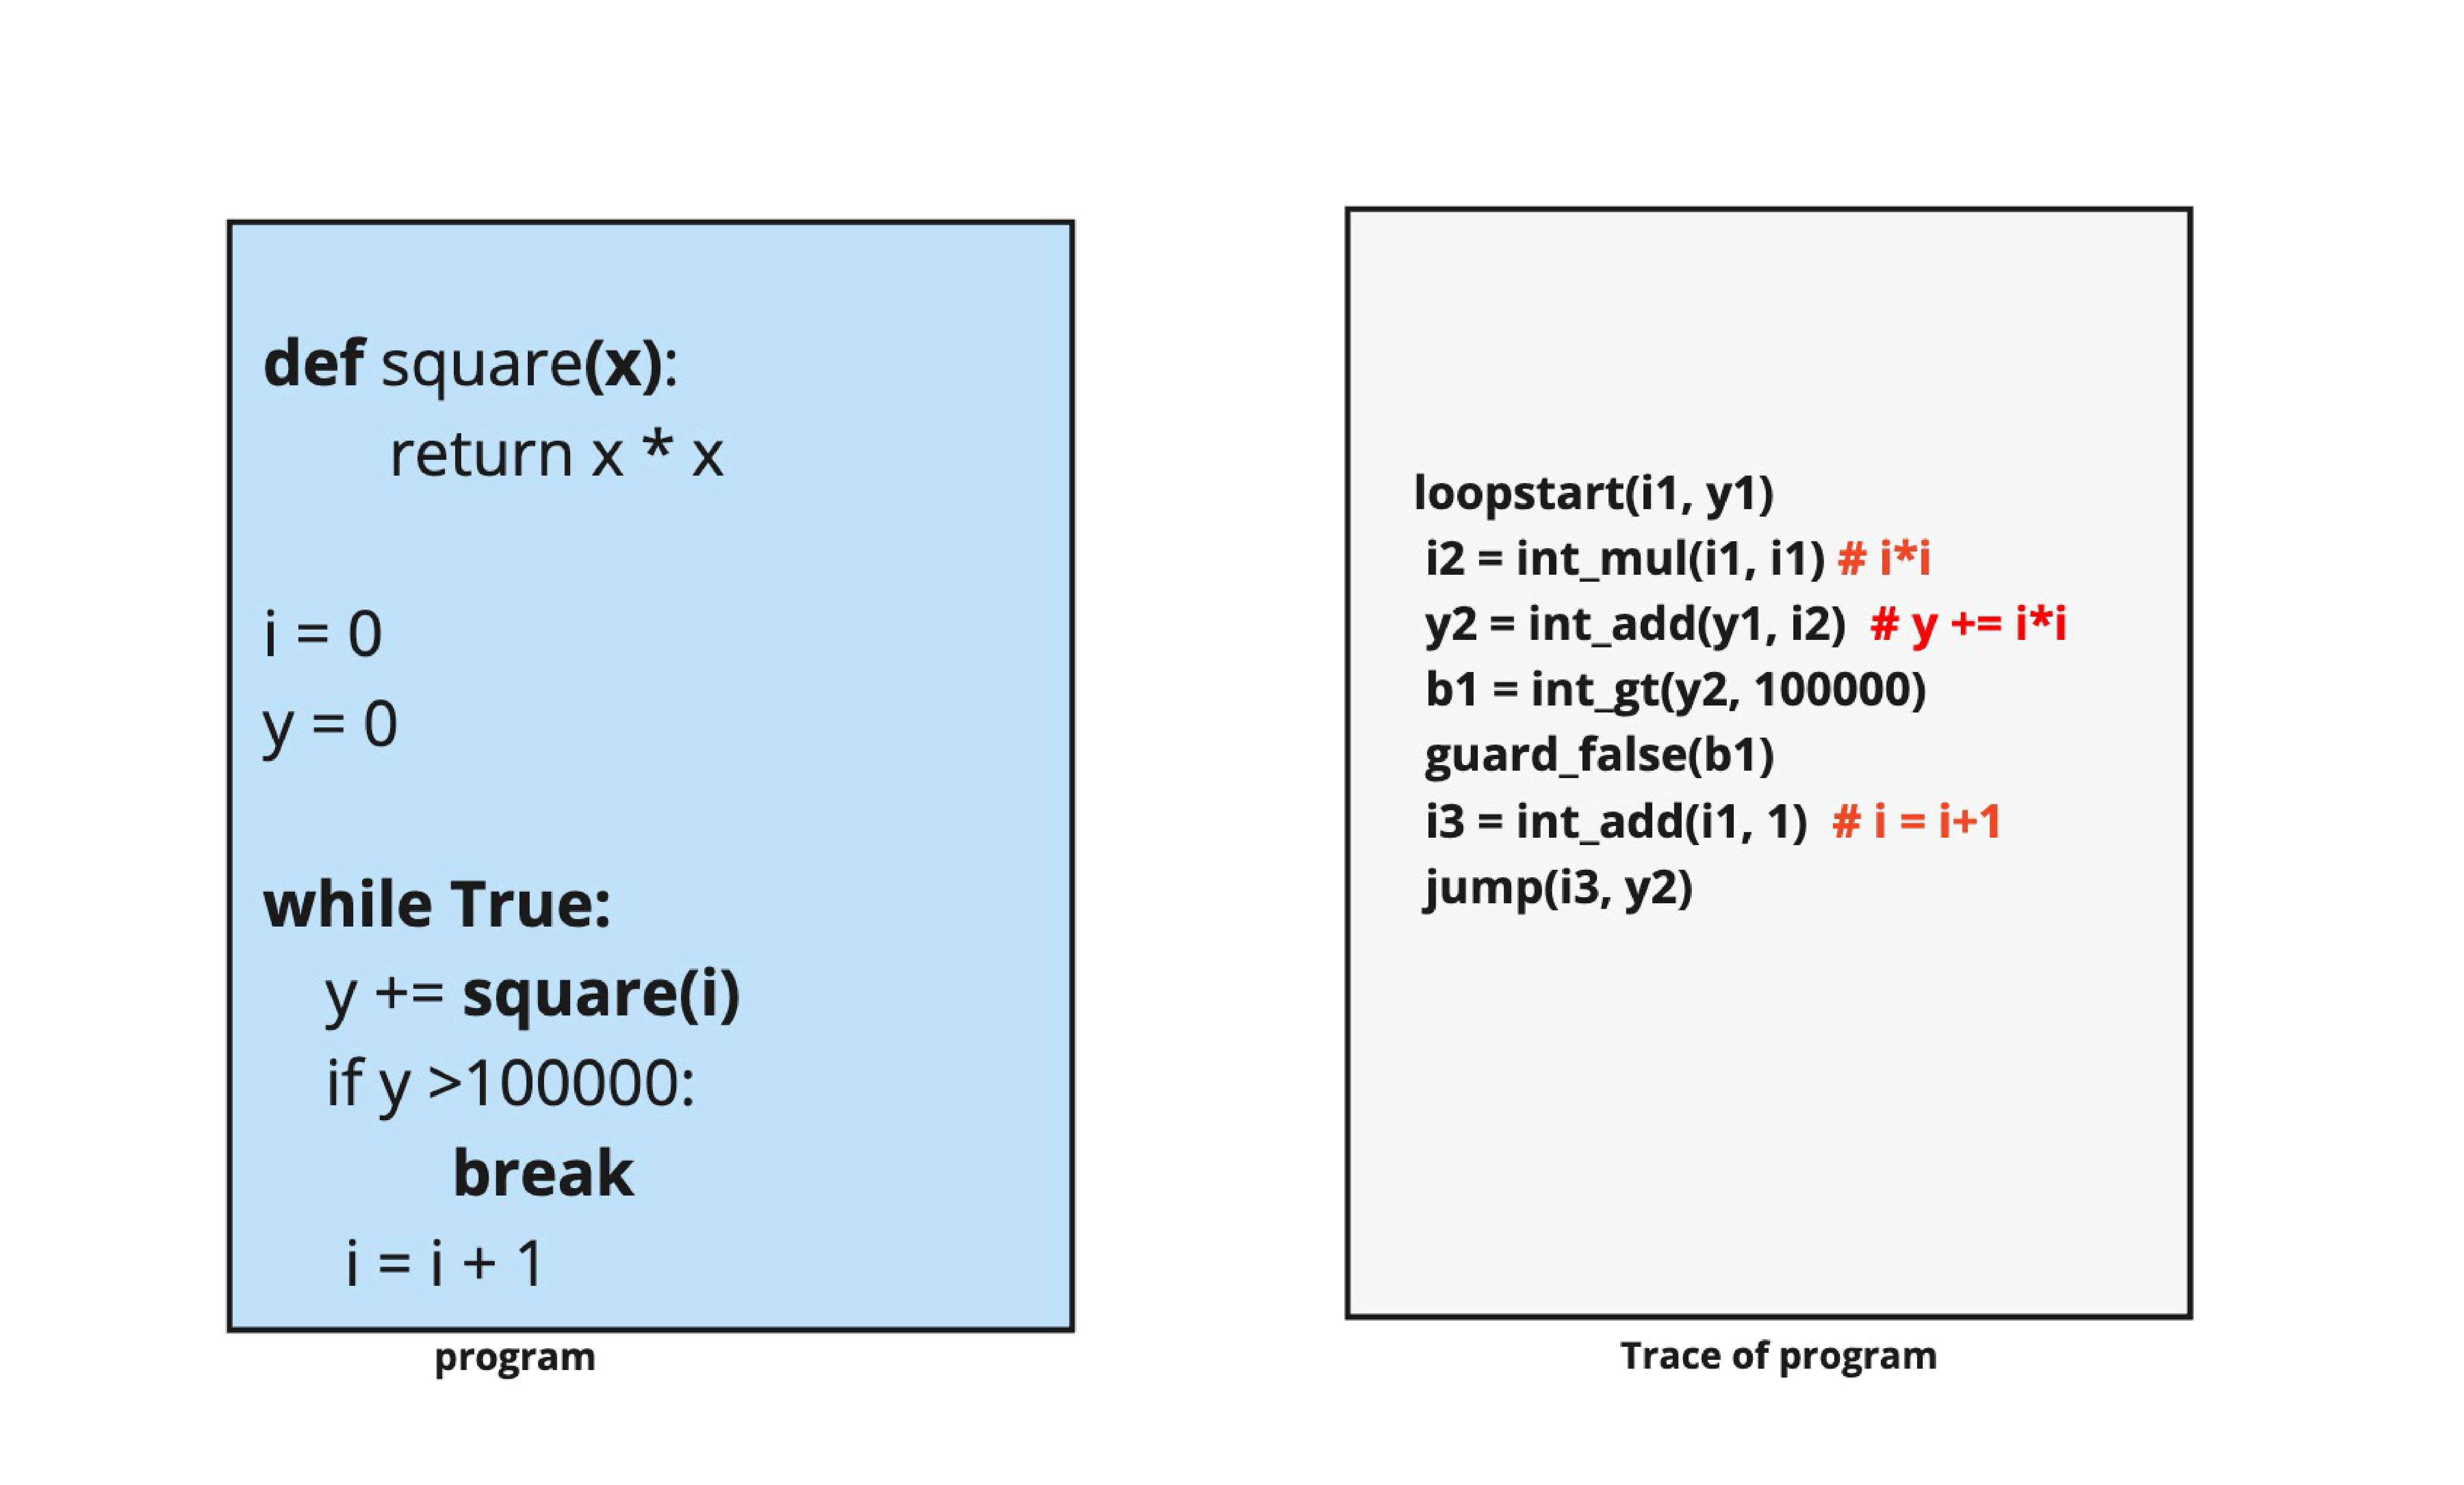 def square(x):
return x * x
i = 0
y = 0
while True:
y += square(i)
if y >100000:
break
i = i + 1
program
loopstart(i1, y1)
i2 = int_mul(i1, i1) # i*i
y2 = int_add(y1, i2) # y += i*i
b1 = int_gt(y2, 100000)
guard_false(b1)
i3 = int_add(i1, 1) # i = i+1
jump(i3, y2)
Trace of program